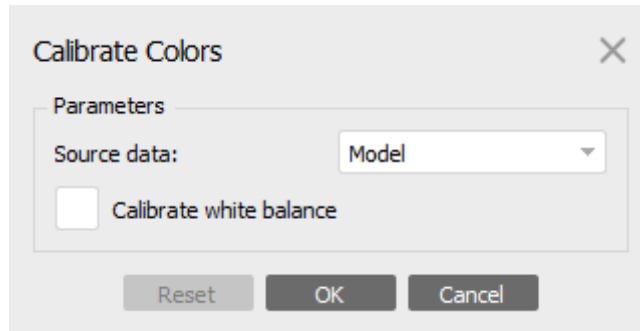 Calibrate Colors
Parameters
Source data: Model
Calibrate white balance
Reset OK Cancel